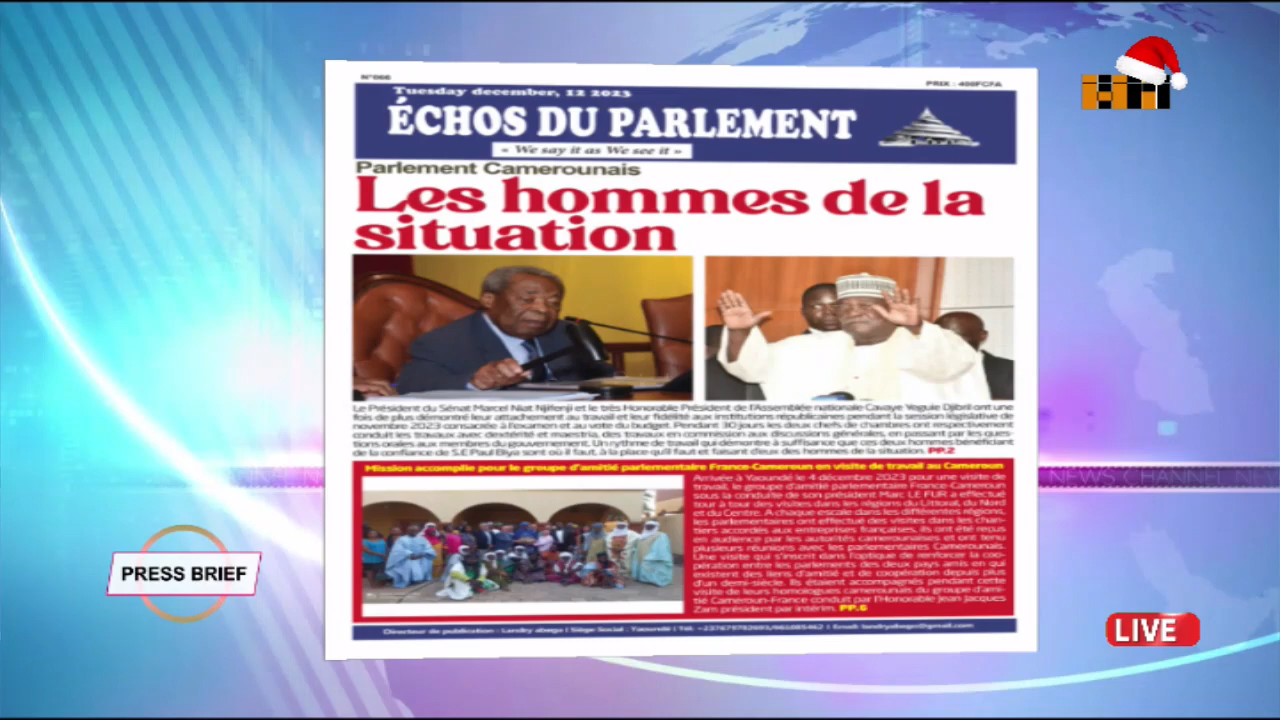 N°066
PRIX : 400FCFA
Tuesday december, 12 2023
ÉCHOS DU PARLEMENT
« We say it as We see it »
Parlement Camerounais
Les hommes de la
situation
Le Président du Sénat Marcel Niat Njifenji et le très Honorable Président de l'Assemblée nationale Cavaye Yeguie Djibril ont une
fois de plus démontré leur attachement au travail et leur fidélité aux institutions républicaines pendant la session législative de
novembre 2023 consacrée à l'examen et au vote du budget. Pendant 30 jours les deux chefs de chambres ont respectivement
conduit les travaux avec dextérité et maestria, des travaux en commission aux discussions générales, en passant par les ques-
tions orales aux membres du gouvernement. Un rythme de travail qui démontre à suffisance que ces deux hommes bénéficiant
de la confiance de S.E Paul Biya sont où il faut, à la place qu'il faut et faisant d'eux des hommes de la situation. PP.2
Mission accomplie pour le groupe d'amitié parlementaire France-Cameroun en visite de travail au Cameroun
Arrivée à Yaoundé le 4 décembre 2023 pour une visite de
travail, le groupe d'amitié parlementaire France-Cameroun
sous la conduite de son président Marc LE FUR a effectué
tour à tour des visites dans les régions du Littoral, du Nord
et du Centre. A chaque escale dans les différentes régions,
les parlementaires ont effectué des visites dans les chan-
tiers accordés aux entreprises françaises, ils ont été reçus
en audience par les autorités camerounaises et ont tenu
plusieurs réunions avec les parlementaires Camerounais.
Une visite qui s'inscrit dans l'optique de renforcer la coo-
pération entre les parlements des deux pays amis en qui
existent des liens d'amitié et de coopération depuis plus
d'un demi-siècle. Ils étaient accompagnés pendant cette
visite de leurs homologues camerounais du groupe d'ami-
tié Cameroun-France conduit par l'Honorable Jean Jacques
Zam président par intérim. PP.6
Directeur de publication : Landry abega | Siège Social : Yaoundé | Tél:
NEWS CHANNEL
PRESS BRIEF
LIVE